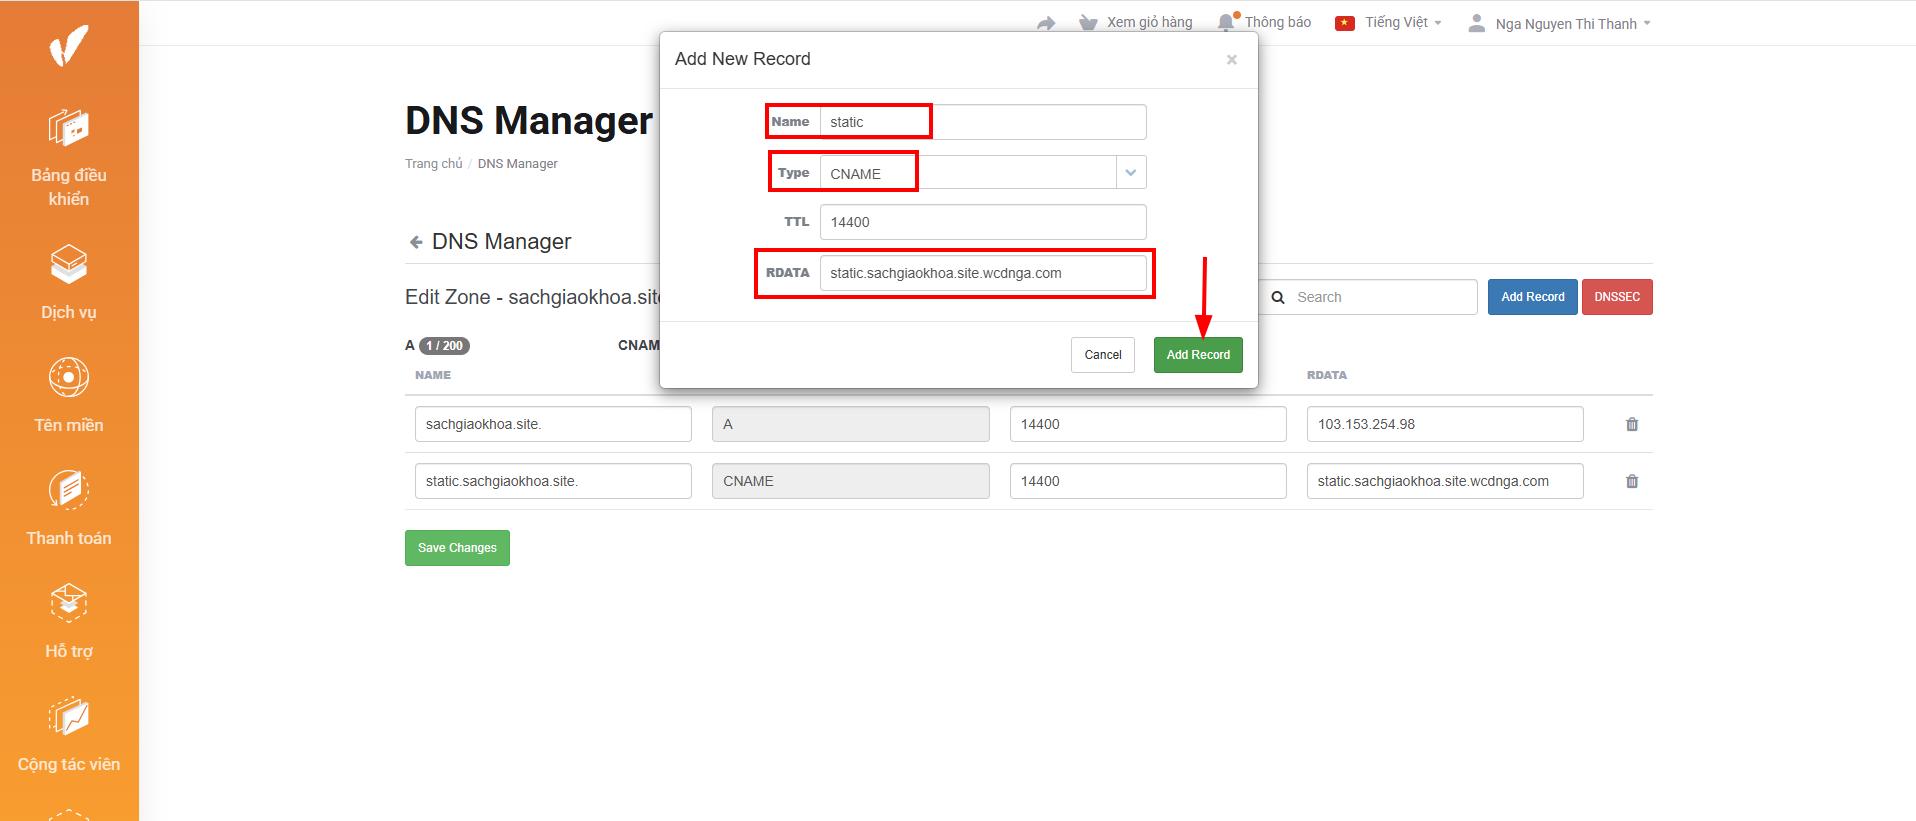 Xem giỏ hàng
Thông báo
Tiếng Việt
Nga Nguyen Thi Thanh
Bảng điều
khiển
Dịch vụ
Tên miền
Thanh toán
Hỗ trợ
Cộng tác viên
DNS Manager
Trang chủ / DNS Manager
DNS Manager
Add New Record
×
Name static
Type CNAME
TTL 14400
RDATA static.sachgiaokhoa.site.wcdnga.com
Cancel
Add Record
Edit Zone - sachgiaokhoa.site
Search
Add Record
DNSSEC
A 1 / 200
CNAM
NAME
RDATA
sachgiaokhoa.site. A 14400 103.153.254.98
static.sachgiaokhoa.site. CNAME 14400 static.sachgiaokhoa.site.wcdnga.com
Save Changes